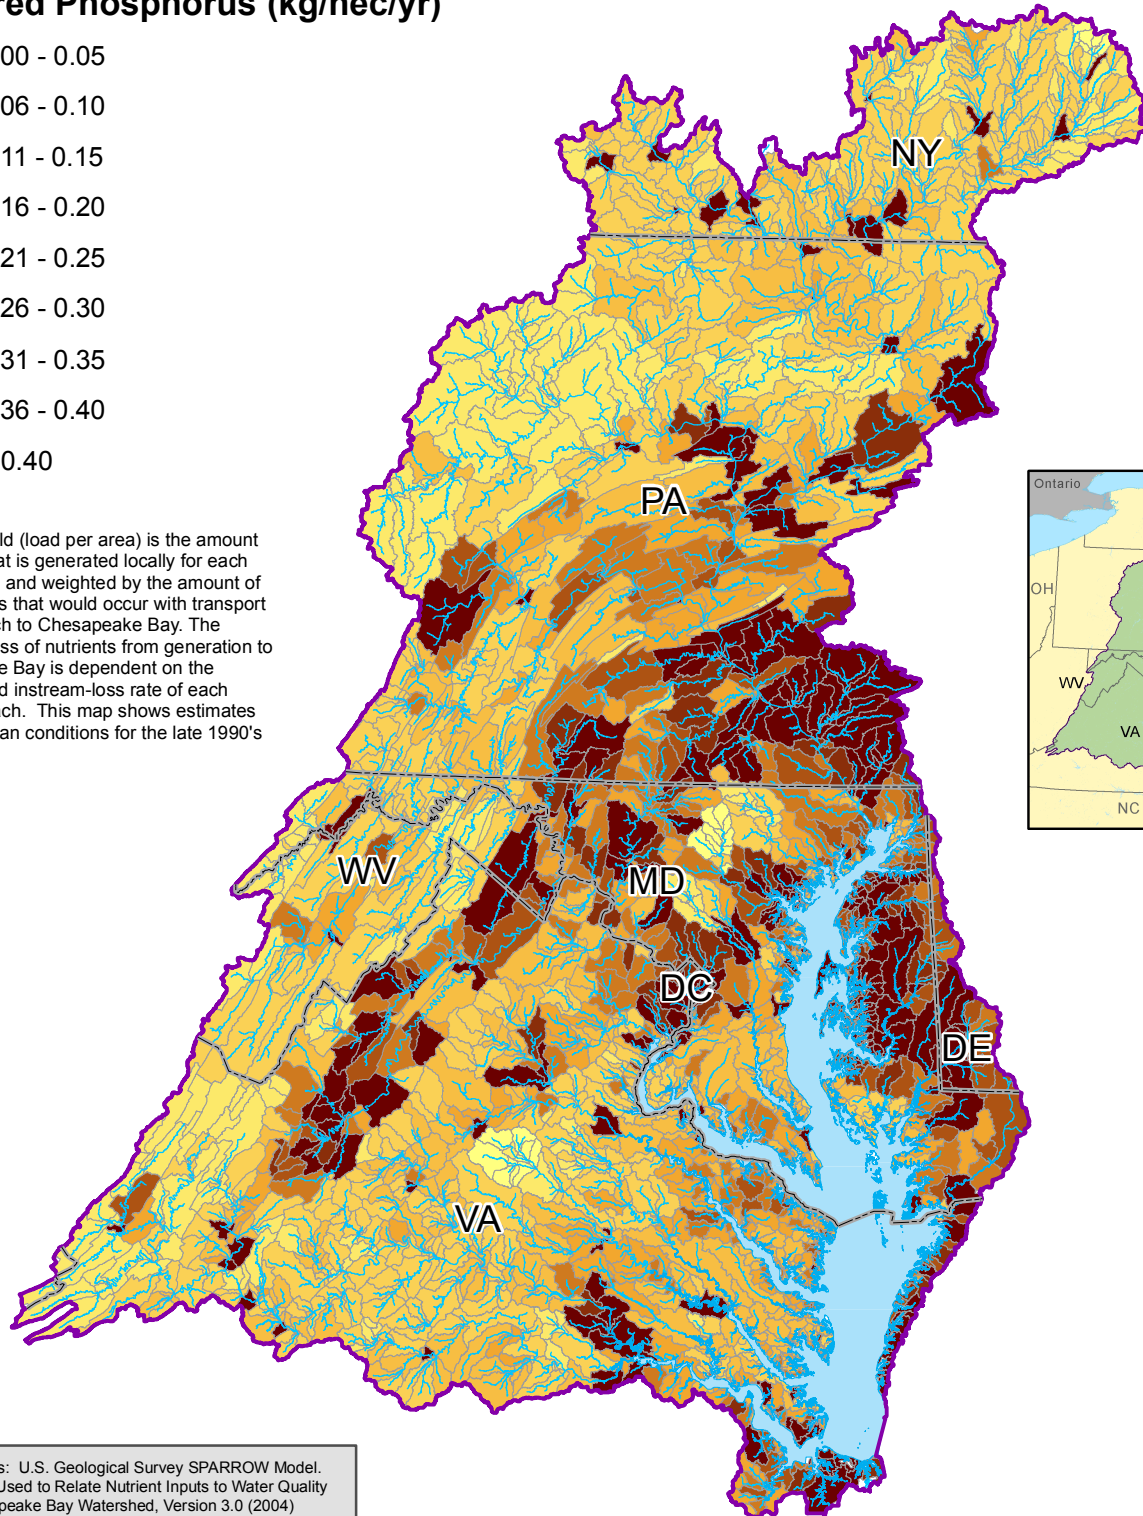 red Phosphorus (kg/hec/yr)
00 - 0.05
06 - 0.10
11 - 0.15
16 - 0.20
21 - 0.25
26 - 0.30
31 - 0.35
36 - 0.40
0.40
ld (load per area) is the amount
at is generated locally for each
and weighted by the amount of
s that would occur with transport
ch to Chesapeake Bay. The
ss of nutrients from generation to
e Bay is dependent on the
d instream-loss rate of each
ach. This map shows estimates
an conditions for the late 1990's
NY
PA
WV
MD
DC
DE
VA
Ontario
OH
WV
VA
NC
s: U.S. Geological Survey SPARROW Model.
Used to Relate Nutrient Inputs to Water Quality
peake Bay Watershed, Version 3.0 (2004)